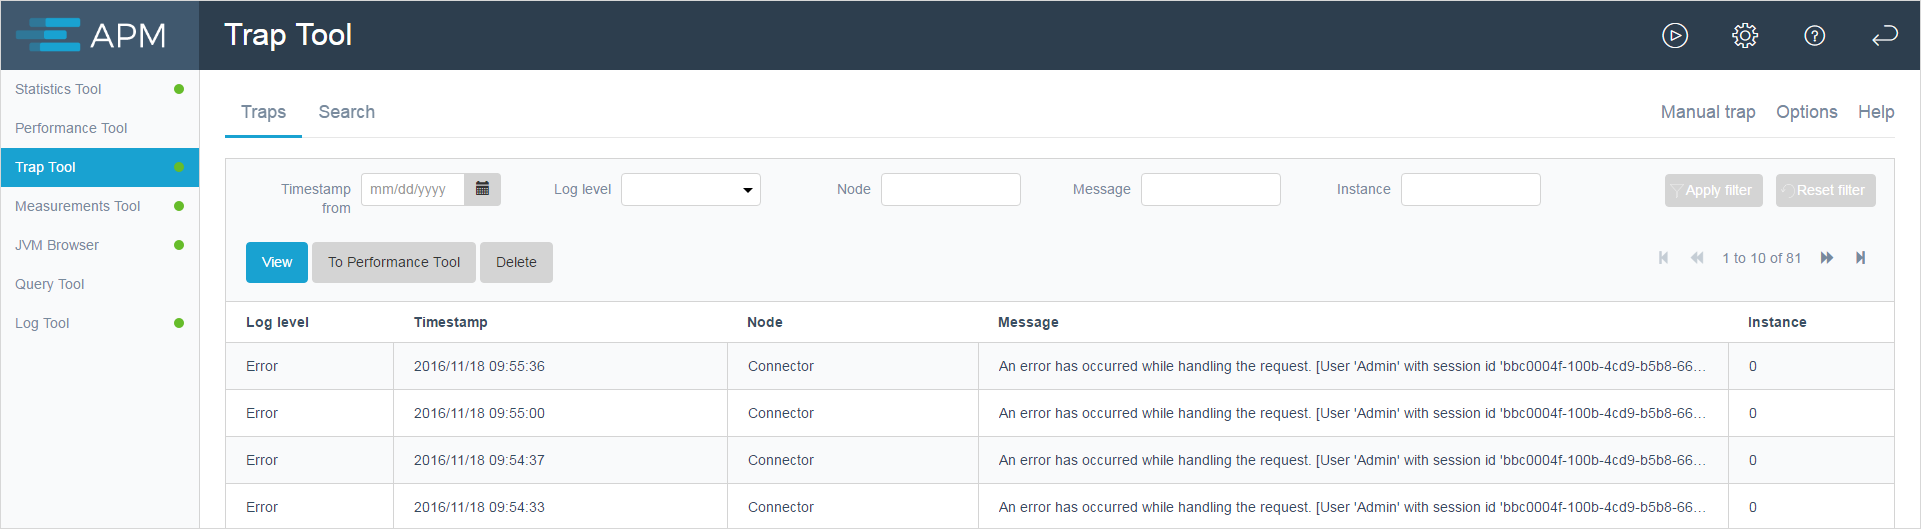 APM
Trap Tool
Statistics Tool
Performance Tool
Trap Tool
Measurements Tool
JVM Browser
Query Tool
Log Tool
Traps Search Manual trap Options Help
Timestamp from mm/dd/yyyy Log level Node Message Instance Apply filter Reset filter
View To Performance Tool Delete 1 to 10 of 81
Log level Timestamp Node Message Instance
Error 2016/11/18 09:55:36 Connector An error has occurred while handling the request. [User 'Admin' with session id 'bbc0004f-100b-4cd9-b5b8-66... 0
Error 2016/11/18 09:55:00 Connector An error has occurred while handling the request. [User 'Admin' with session id 'bbc0004f-100b-4cd9-b5b8-66... 0
Error 2016/11/18 09:54:37 Connector An error has occurred while handling the request. [User 'Admin' with session id 'bbc0004f-100b-4cd9-b5b8-66... 0
Error 2016/11/18 09:54:33 Connector An error has occurred while handling the request. [User 'Admin' with session id 'bbc0004f-100b-4cd9-b5b8-66... 0